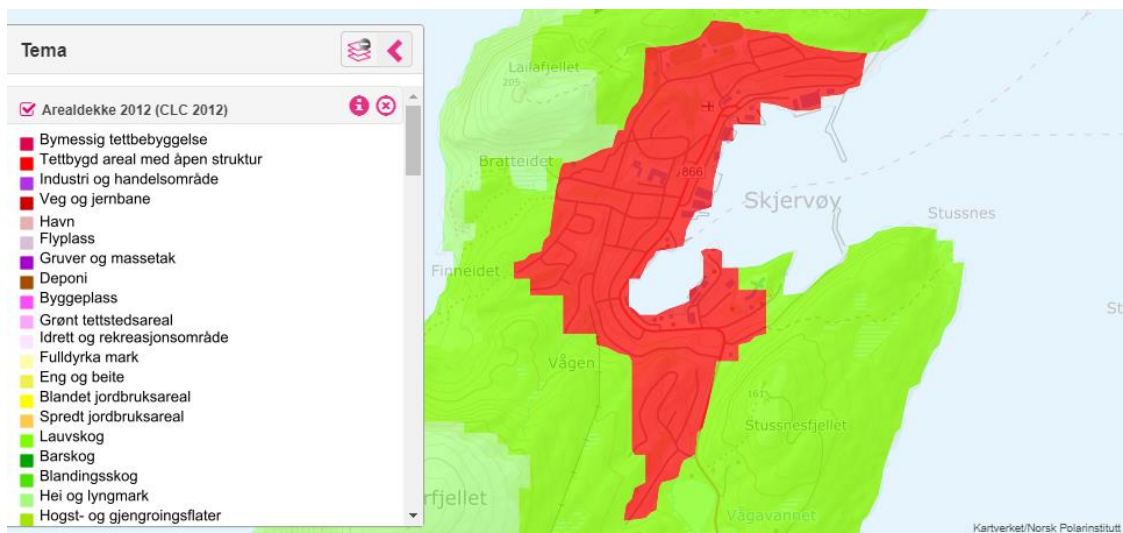 Tema
Arealdekke 2012 (CLC 2012)
Bymessig tettbebyggelse
Tettbygd areal med åpen struktur
Industri og handelsområde
Veg og jernbane
Havn
Flyplass
Gruver og massetak
Deponi
Byggeplass
Grønt tettstedsareal
Idrett og rekreasjonsområde
Fulldyrka mark
Eng og beite
Blandet jordbruksareal
Spredt jordbruksareal
Lauvskog
Barskog
Blandingsskog
Hei og lyngmark
Hogst- og gjengroingsflater
Lailafjellet
205
Bratteidet
866
Skjervøy
Stussnes
Finneidet
St
Vågen
161
Stussnesfjellet
rfjellet
Vågavannet
Kartverket/Norsk Polarinstitutt